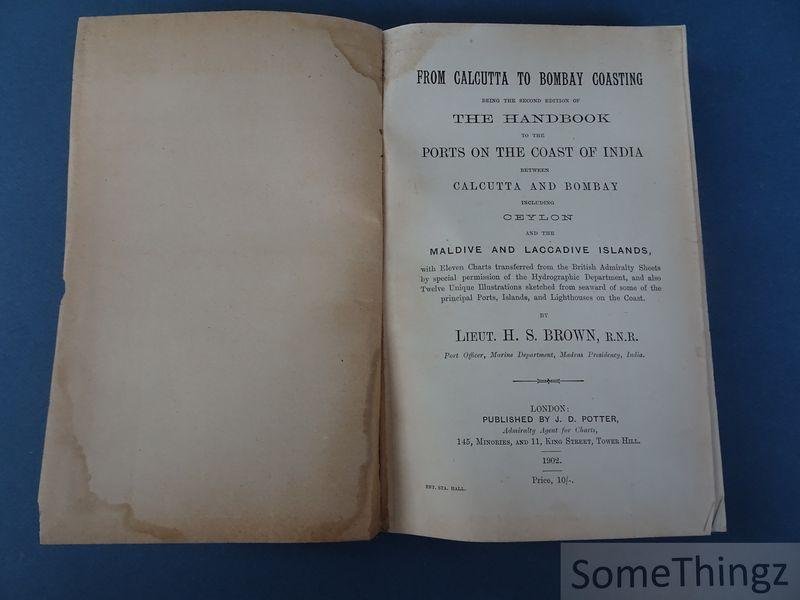 FROM CALCUTTA TO BOMBAY COASTING
BEING THE SECOND EDITION OF
THE HANDBOOK
TO THE
PORTS ON THE COAST OF INDIA
BETWEEN
CALCUTTA AND BOMBAY
INCLUDING
CEYLON
AND THE
MALDIVE AND LACCADIVE ISLANDS,
with Eleven Charts transferred from the British Admiralty Sheets
by special permission of the Hydrographic Department, and also
Twelve Unique Illustrations sketched from seaward of some of the
principal Ports, Islands, and Lighthouses on the Coast.
BY
LIEUT. H. S. BROWN, R.N.R.
Port Officer, Marine Department, Madras Presidency, India.
LONDON:
PUBLISHED BY J. D. POTTER,
Admiralty Agent for Charts,
145, MINORIES, AND 11, KING STREET, TOWER HILL.
1902.
Price, 10/-.
ENT. STA. HALL.
SomeThingz